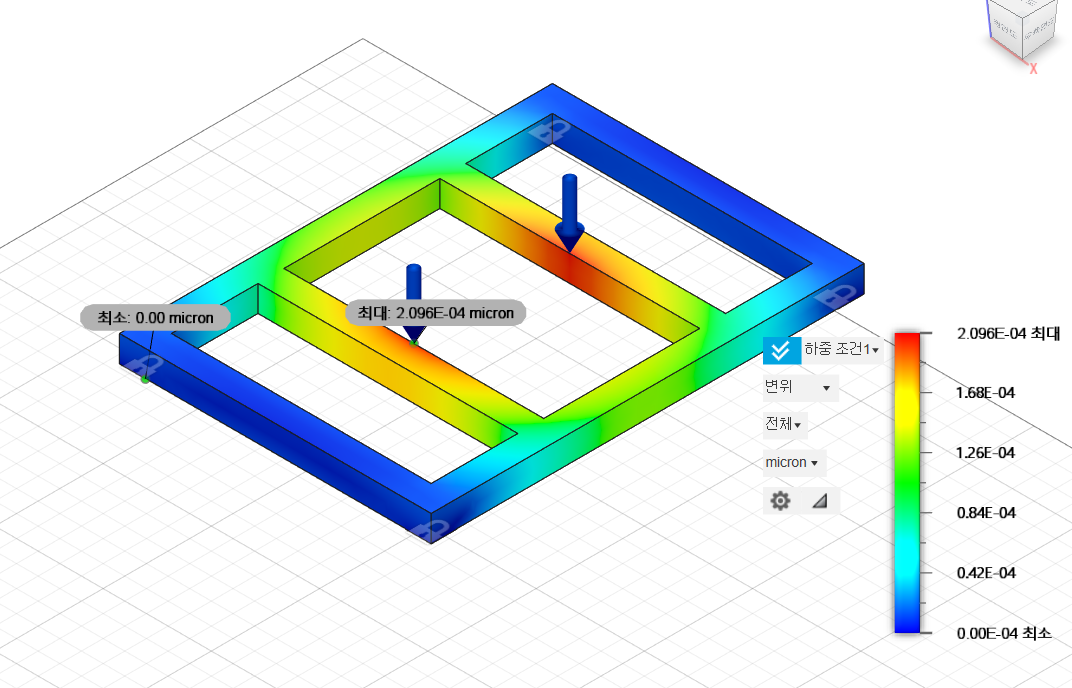 X
최소: 0.00 micron
최대: 2.096E-04 micron
하중 조건1
변위
전체
micron
2.096E-04 최대
1.68E-04
1.26E-04
0.84E-04
0.42E-04
0.00E-04 최소